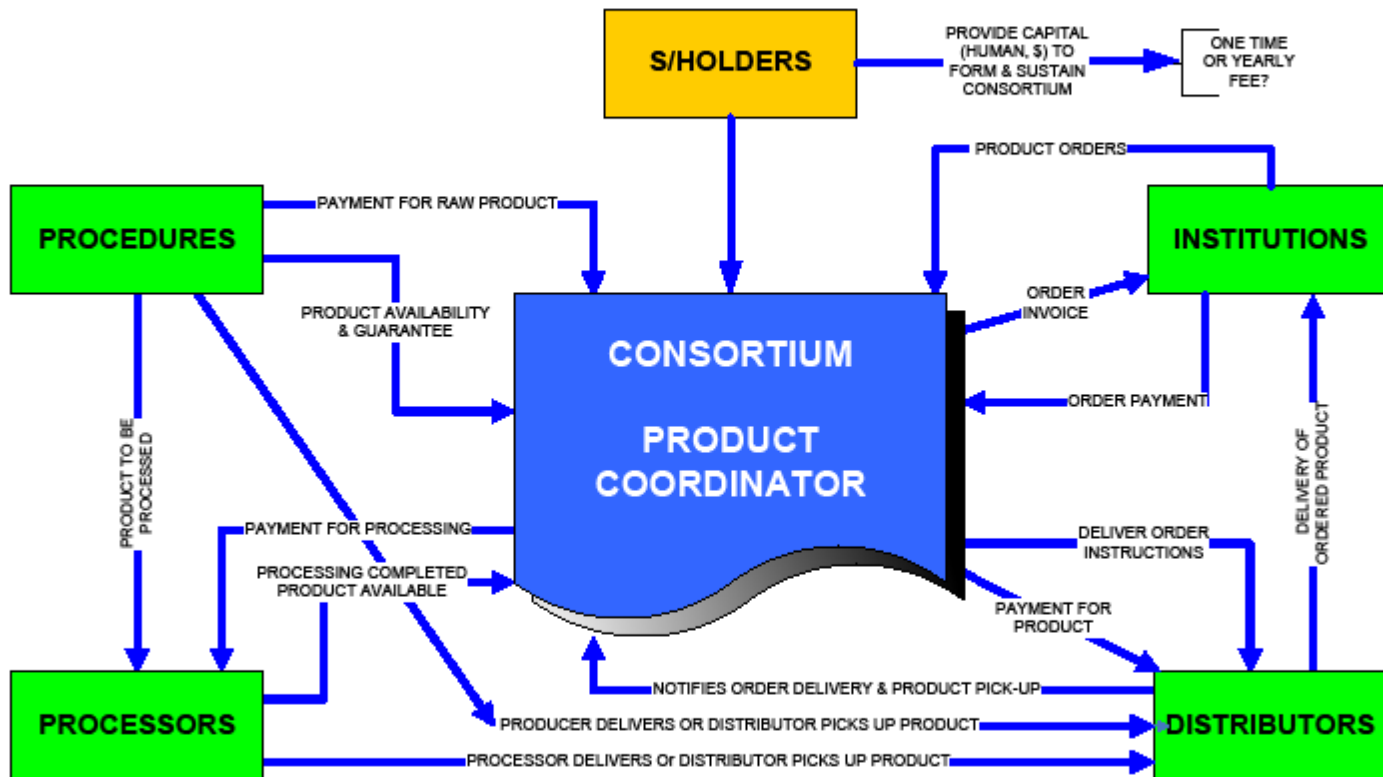 S/HOLDERS
PROVIDE CAPITAL
(HUMAN, $) TO
FORM & SUSTAIN
CONSORTIUM
ONE TIME
OR YEARLY
FEE?
PRODUCT ORDERS
PROCEDURES
PAYMENT FOR RAW PRODUCT
INSTITUTIONS
PRODUCT AVAILABILITY
& GUARANTEE
ORDER
INVOICE
CONSORTIUM
PRODUCT
COORDINATOR
ORDER PAYMENT
PRODUCT TO BE
PROCESSED
DELIVERY OF
ORDERED PRODUCT
PAYMENT FOR PROCESSING
DELIVER ORDER
INSTRUCTIONS
PROCESSING COMPLETED
PRODUCT AVAILABLE
PAYMENT FOR
PRODUCT
NOTIFIES ORDER DELIVERY & PRODUCT PICK-UP
PROCESSORS
PRODUCER DELIVERS OR DISTRIBUTOR PICKS UP PRODUCT
DISTRIBUTORS
PROCESSOR DELIVERS Or DISTRIBUTOR PICKS UP PRODUCT